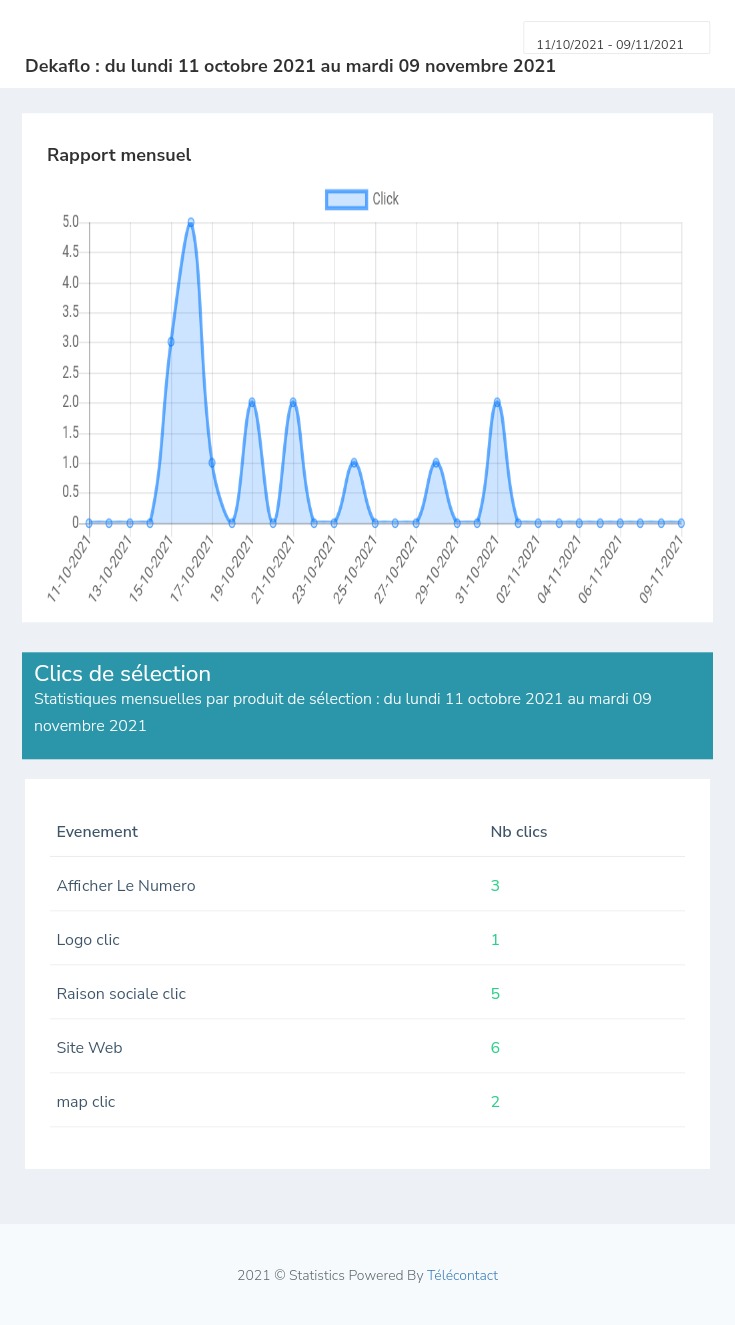 11/10/2021 - 09/11/2021
Dekaflo : du lundi 11 octobre 2021 au mardi 09 novembre 2021
Rapport mensuel
Click
5.0
4.5
4.0
3.5
3.0
2.5
2.0
1.5
1.0
0.5
0
11-10-2021
13-10-2021
15-10-2021
17-10-2021
19-10-2021
21-10-2021
23-10-2021
25-10-2021
27-10-2021
29-10-2021
31-10-2021
02-11-2021
04-11-2021
06-11-2021
09-11-2021
Clics de sélection
Statistiques mensuelles par produit de sélection : du lundi 11 octobre 2021 au mardi 09
novembre 2021
Evenement Nb clics
Afficher Le Numero 3
Logo clic 1
Raison sociale clic 5
Site Web 6
map clic 2
2021 © Statistics Powered By Télécontact